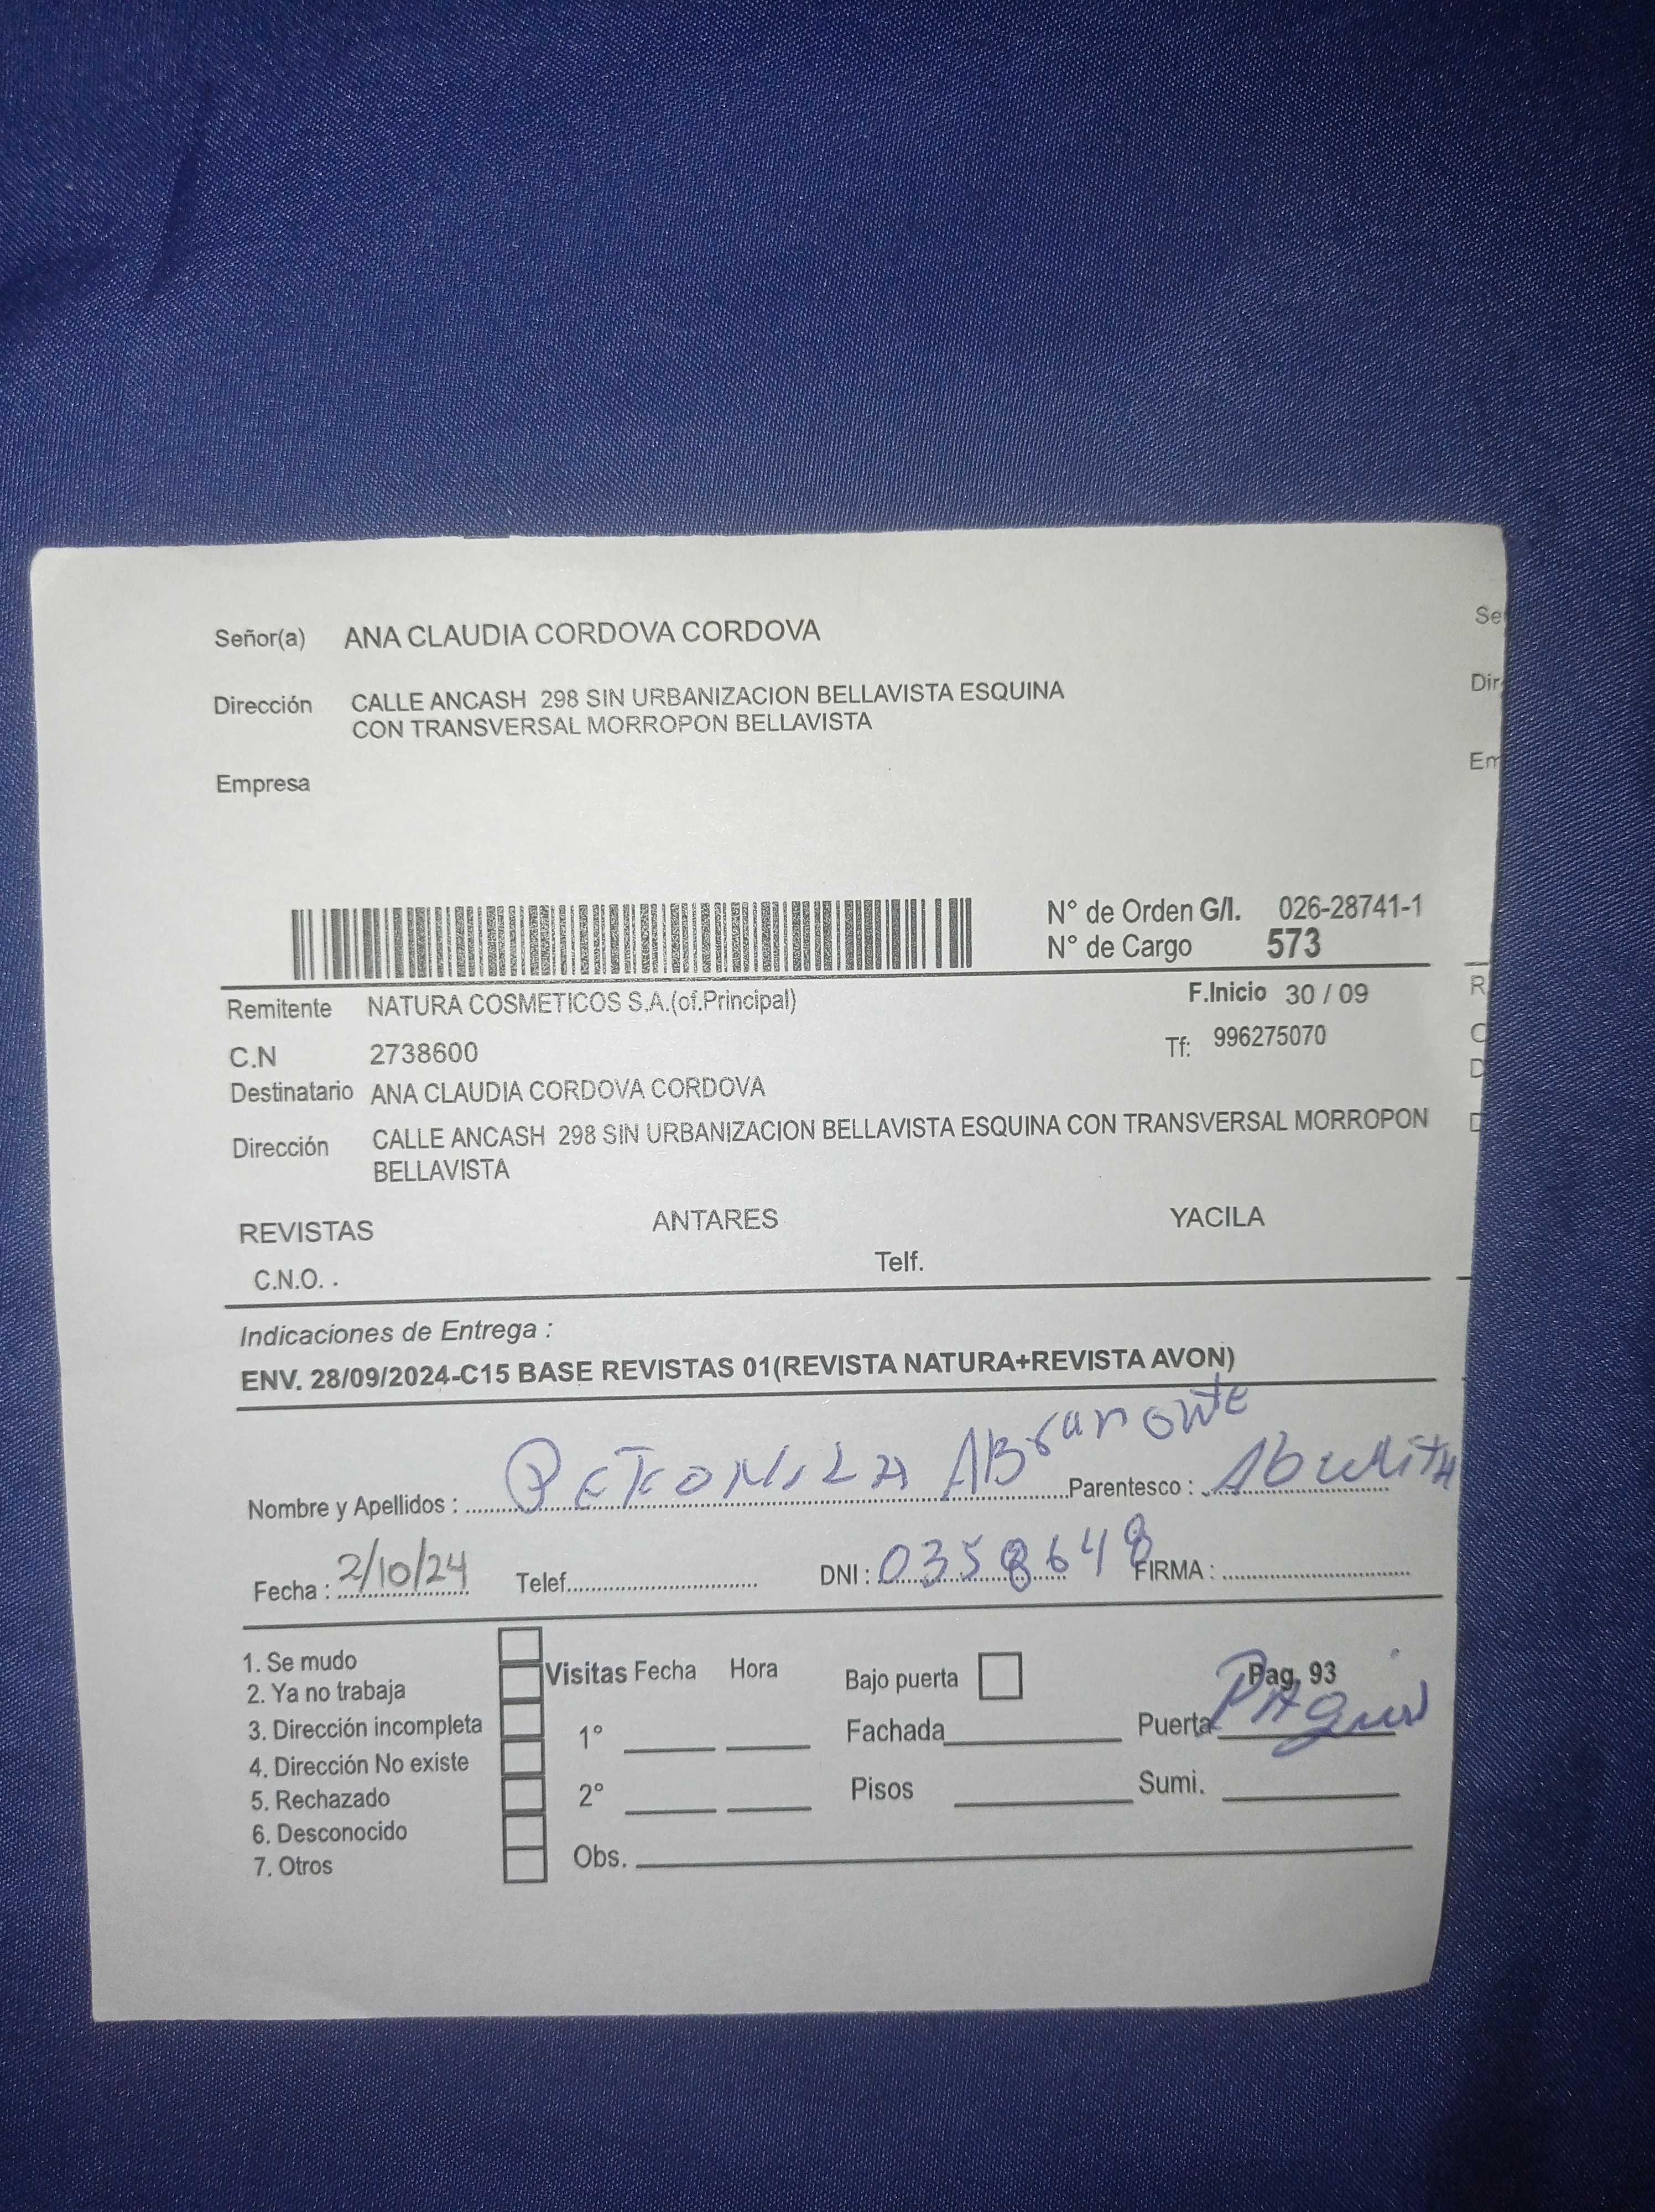 Señor(a) ANA CLAUDIA CORDOVA CORDOVA
Dirección CALLE ANCASH 298 SIN URBANIZACION BELLAVISTA ESQUINA
CON TRANSVERSAL MORROPON BELLAVISTA
Empresa
N° de Orden G/I. 026-28741-1
N° de Cargo 573
Remitente NATURA COSMETICOS S.A.(of.Principal) F.Inicio 30 / 09
C.N 2738600 Tf: 996275070
Destinatario ANA CLAUDIA CORDOVA CORDOVA
Dirección CALLE ANCASH 298 SIN URBANIZACION BELLAVISTA ESQUINA CON TRANSVERSAL MORROPON
BELLAVISTA
REVISTAS ANTARES YACILA
C.N.O. . Telf.
Indicaciones de Entrega :
ENV. 28/09/2024-C15 BASE REVISTAS 01(REVISTA NATURA+REVISTA AVON)
Nombre y Apellidos : PETRONILA Parentesco : Abuelita
Fecha : 2/10/24 Telef. DNI : 03586448 FIRMA :
1. Se mudo
2. Ya no trabaja Visitas Fecha Hora Bajo puerta Pag. 93
3. Dirección incompleta 1° Fachada Puerta
4. Dirección No existe
5. Rechazado 2° Pisos Sumi.
6. Desconocido
7. Otros Obs.
Se
Dir
Em
R
C
D
D